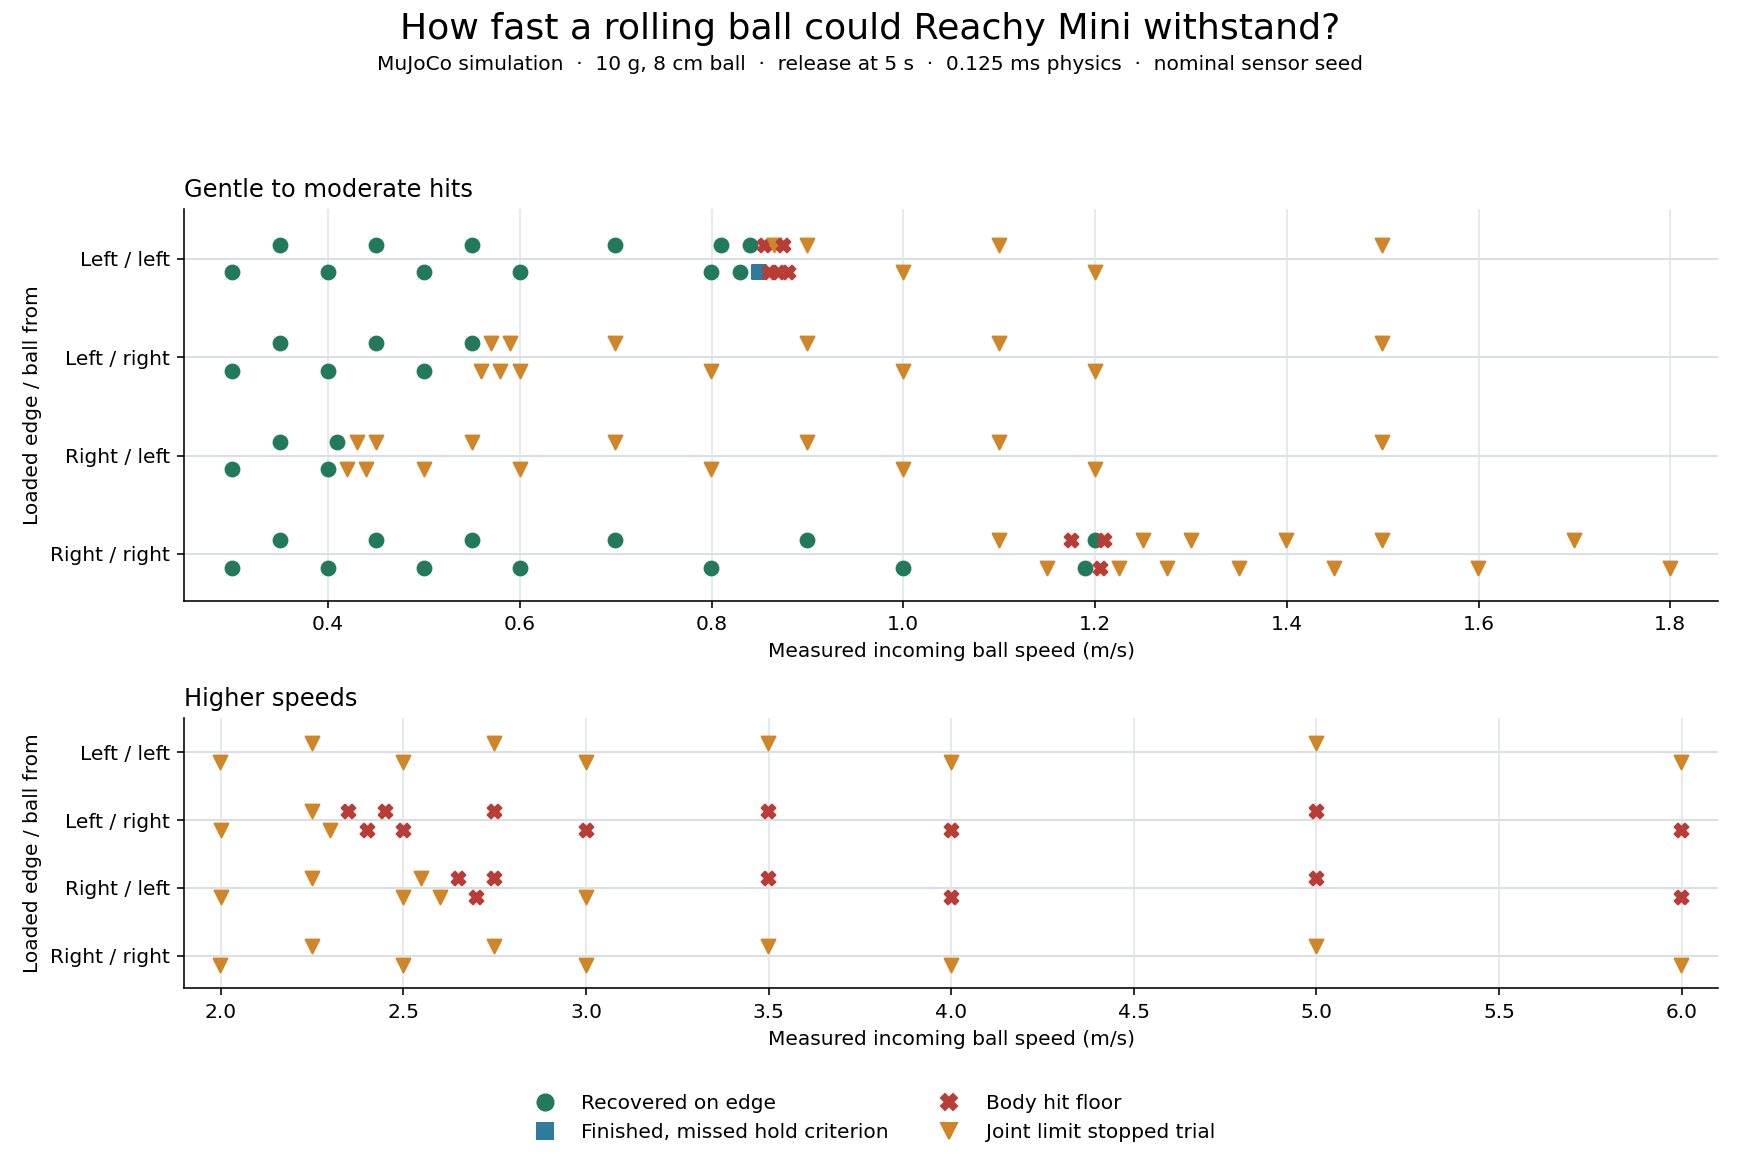 How fast a rolling ball could Reachy Mini withstand?
MuJoCo simulation · 10 g, 8 cm ball · release at 5 s · 0.125 ms physics · nominal sensor seed
Gentle to moderate hits
Loaded edge / ball from
Left / left
Left / right
Right / left
Right / right
0.4 0.6 0.8 1.0 1.2 1.4 1.6 1.8
Measured incoming ball speed (m/s)
Higher speeds
Loaded edge / ball from
Left / left
Left / right
Right / left
Right / right
2.0 2.5 3.0 3.5 4.0 4.5 5.0 5.5 6.0
Measured incoming ball speed (m/s)
Recovered on edge
Finished, missed hold criterion
Body hit floor
Joint limit stopped trial